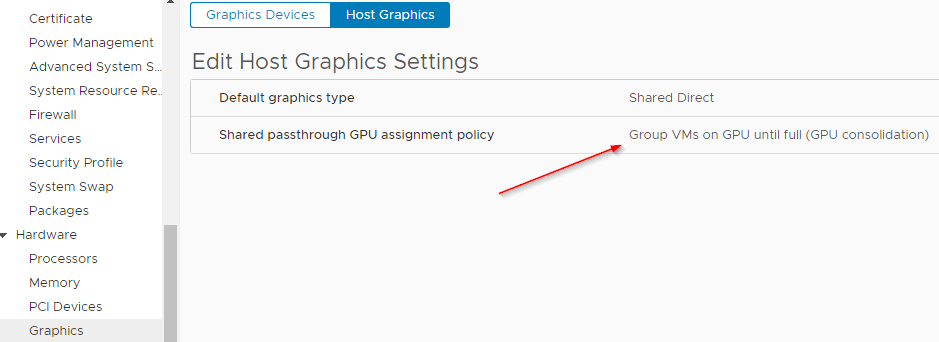 Certificate
Power Management
Advanced System S...
System Resource Re...
Firewall
Services
Security Profile
System Swap
Packages
Hardware
Processors
Memory
PCI Devices
Graphics
Graphics Devices
Host Graphics
Edit Host Graphics Settings
Default graphics type
Shared Direct
Shared passthrough GPU assignment policy
Group VMs on GPU until full (GPU consolidation)